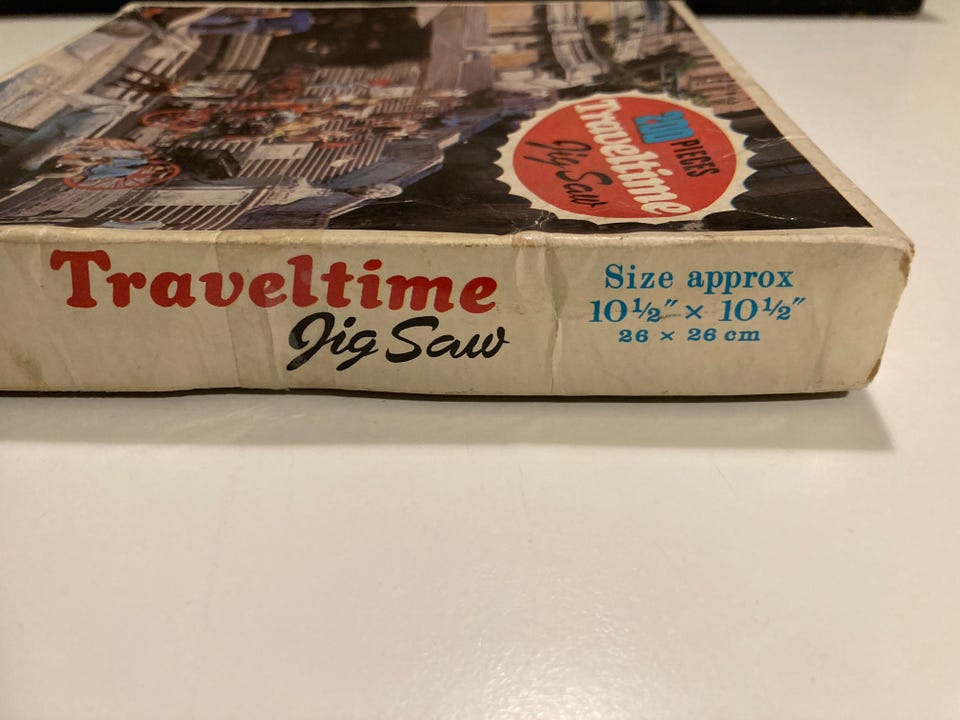 200 PIECES
Traveltime
Jig Saw
Traveltime
Jig Saw
Size approx
10½″ × 10½″
26 × 26 cm